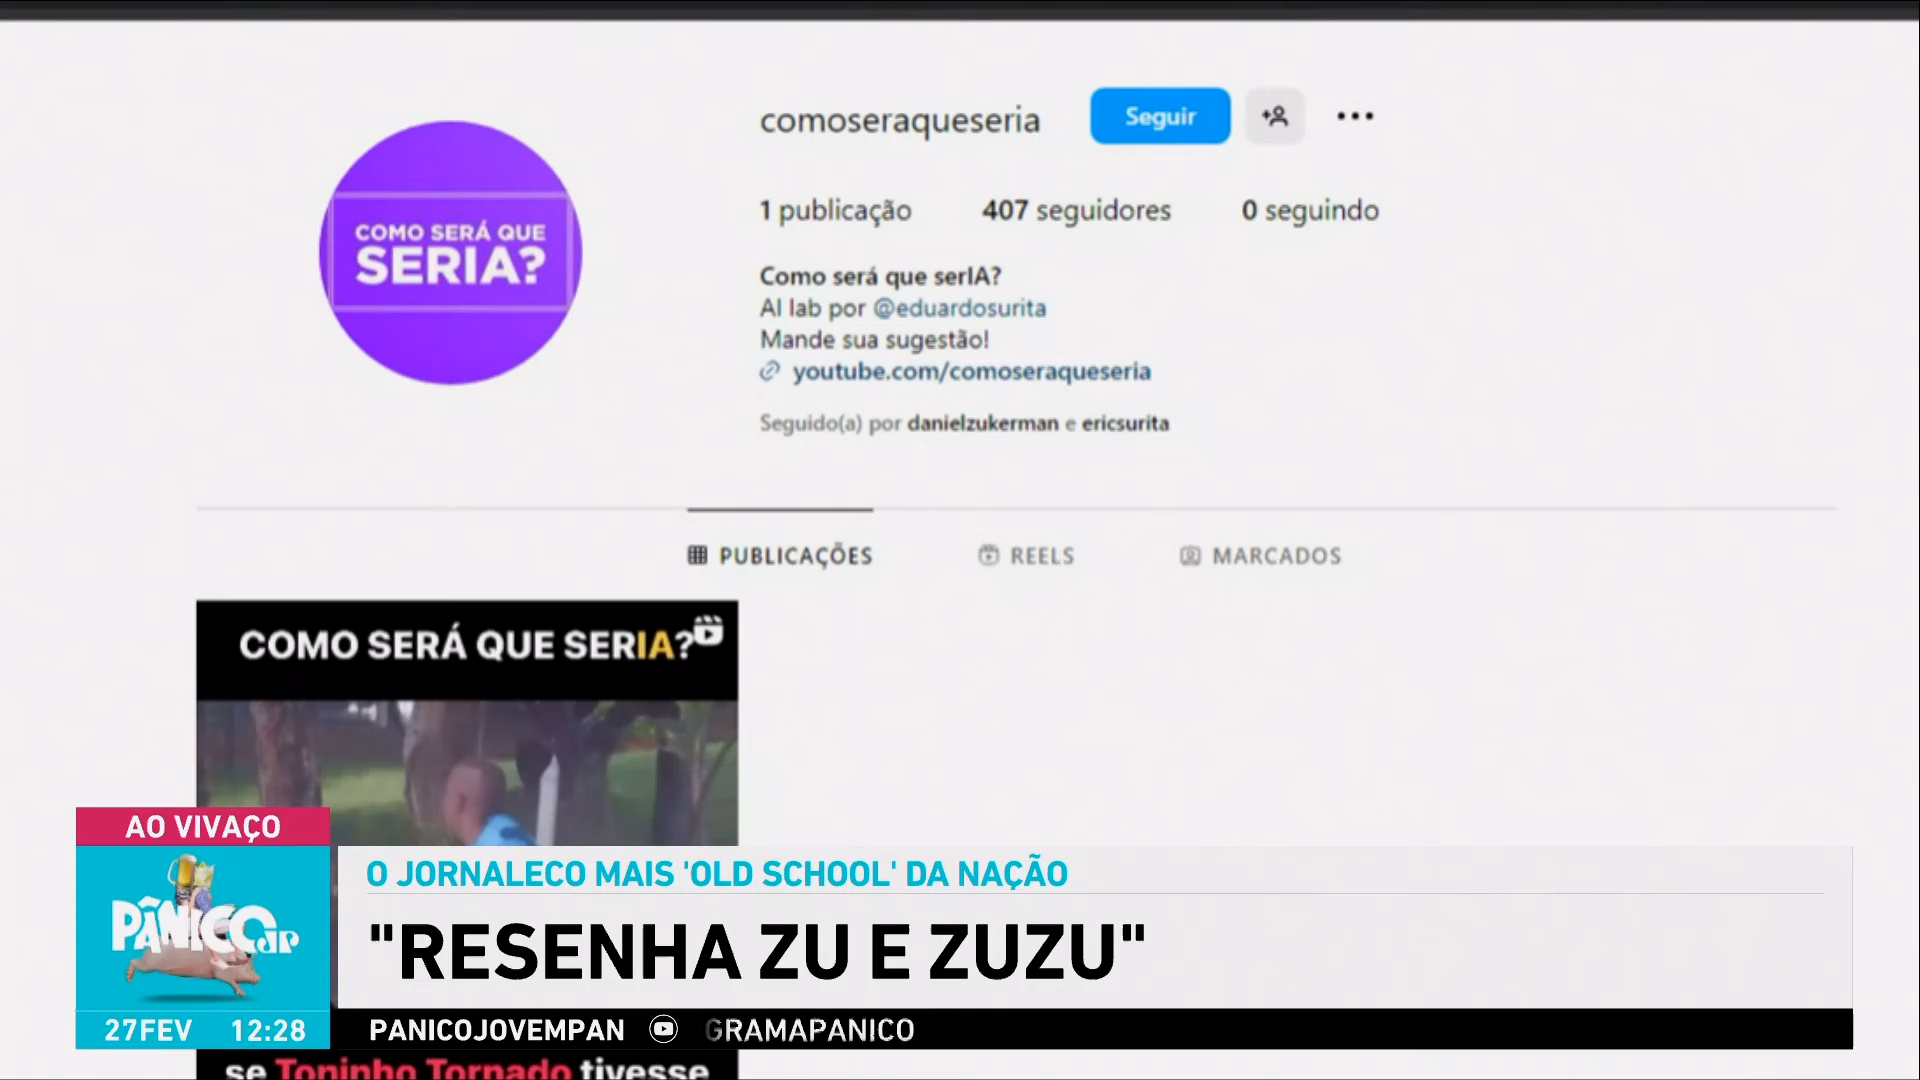 comoseraqueseria
Seguir
1 publicação 407 seguidores 0 seguindo
COMO SERÁ QUE
SERIA?
Como será que serIA?
AI lab por @eduardosurita
Mande sua sugestão!
youtube.com/comoseraqueseria
Seguido(a) por danielzukerman e ericsurita
PUBLICAÇÕES REELS MARCADOS
COMO SERÁ QUE SERIA?
AO VIVAÇO
PÂNICO JP
27FEV 12:28
O JORNALECO MAIS 'OLD SCHOOL' DA NAÇÃO
"RESENHA ZU E ZUZU"
PANICOJOVEMPAN GRAMAPANICO
se Toninho Tornado tivesse